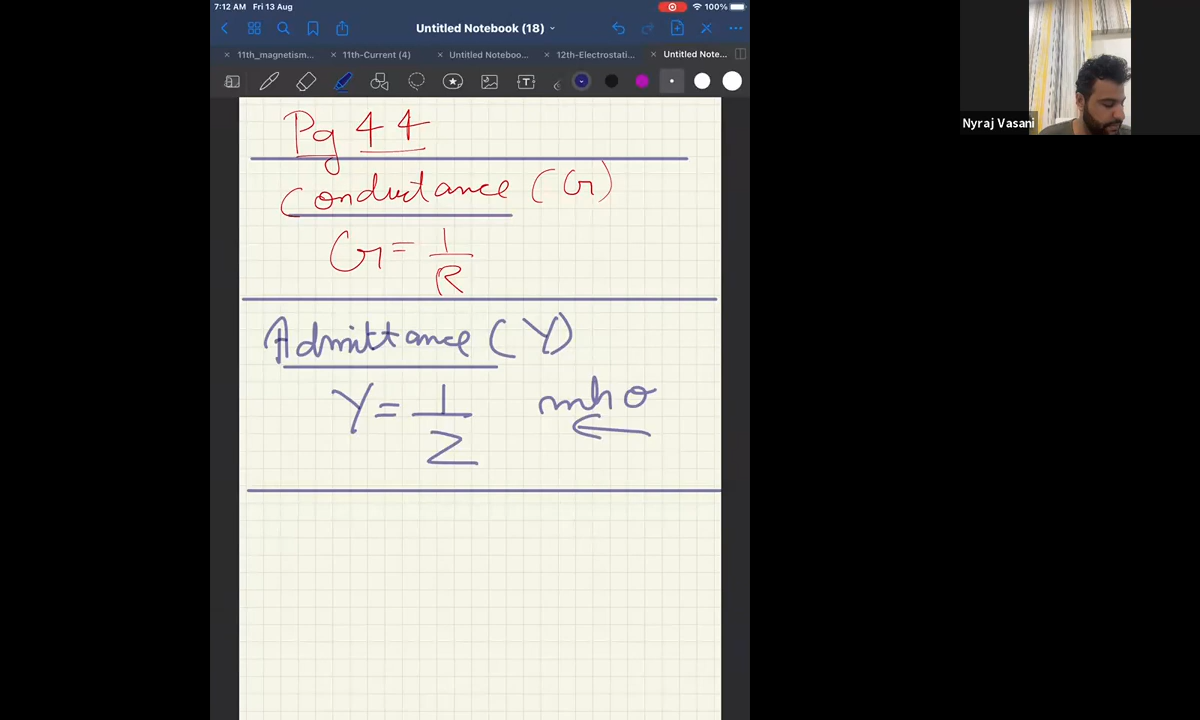 7:12 AM Fri 13 Aug
100%
Untitled Notebook (18)
11th_magnetism...
11th-Current (4)
Untitled Noteboo...
12th-Electrostati...
Untitled Note...
Nyraj Vasani
Pg 44
Conductance (G)
G = 1/R
Admittance (Y)
Y = 1/Z mho